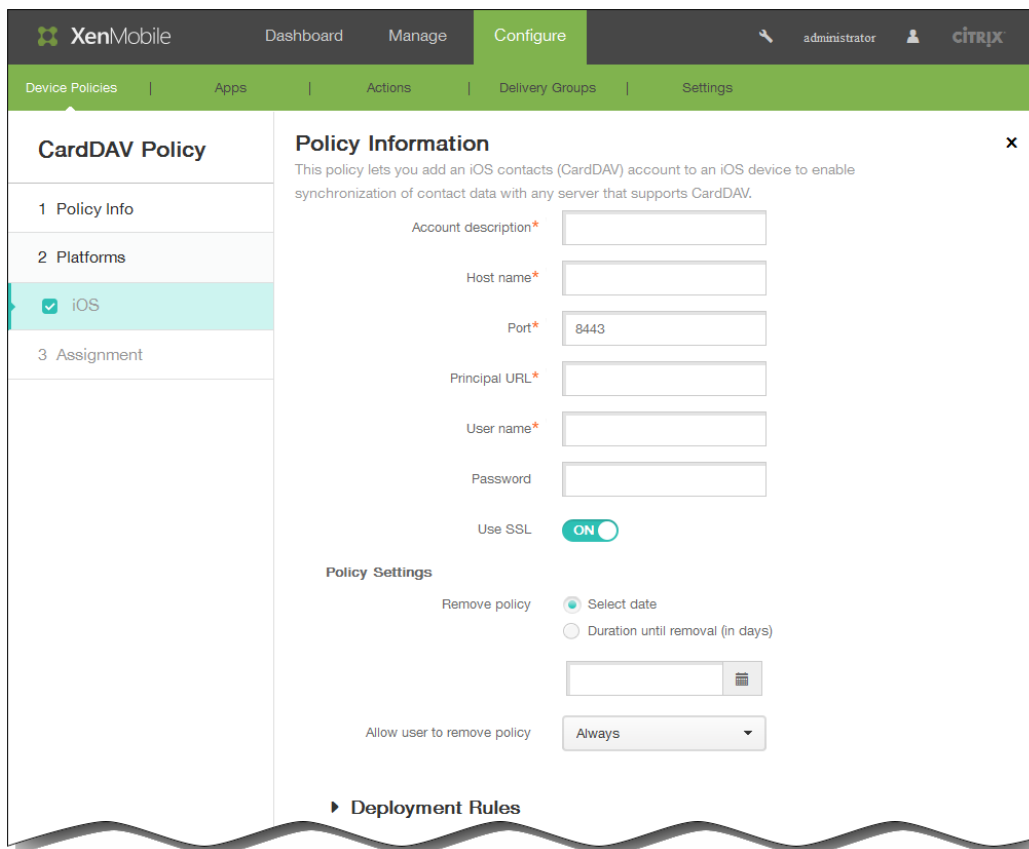 XenMobile Dashboard Manage Configure administrator CİTRIX
Device Policies | Apps | Actions | Delivery Groups | Settings
CardDAV Policy
1 Policy Info
2 Platforms
iOS
3 Assignment
Policy Information
This policy lets you add an iOS contacts (CardDAV) account to an iOS device to enable
synchronization of contact data with any server that supports CardDAV.
Account description*
Host name*
Port* 8443
Principal URL*
User name*
Password
Use SSL ON
Policy Settings
Remove policy Select date
Duration until removal (in days)
Allow user to remove policy Always
Deployment Rules